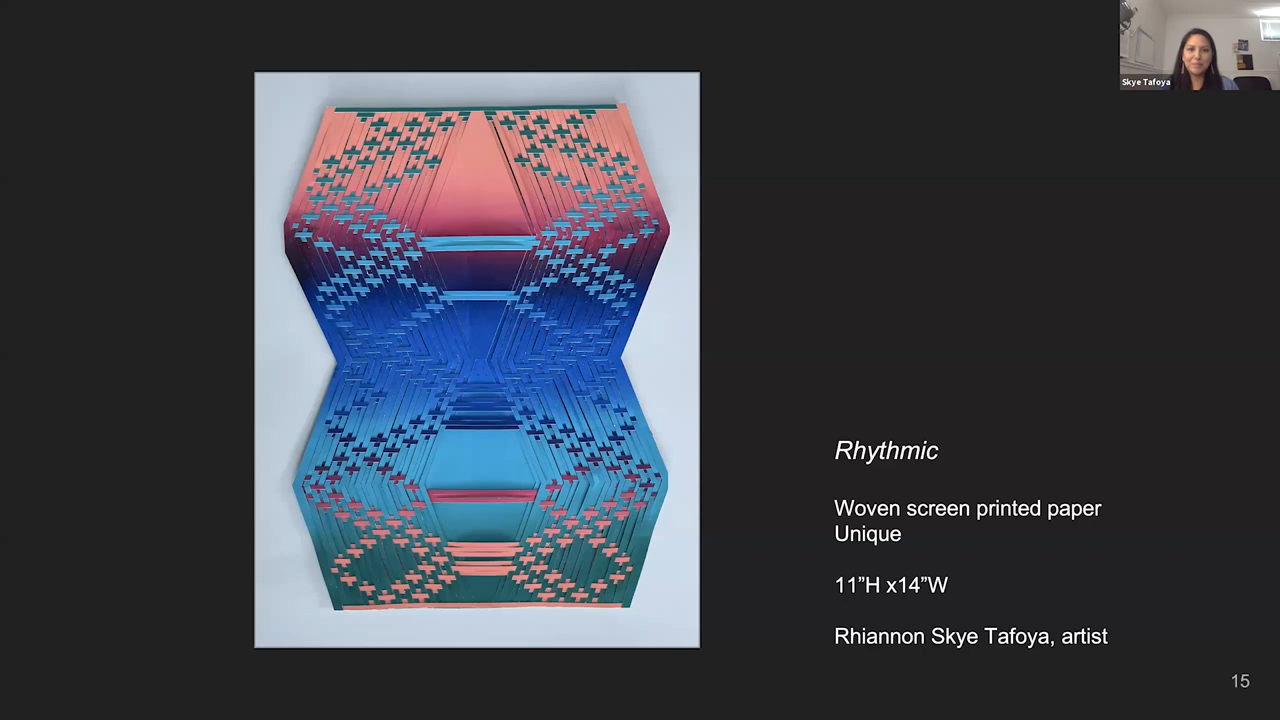 Skye Tafoya
Rhythmic
Woven screen printed paper
Unique
11”H x14”W
Rhiannon Skye Tafoya, artist
15